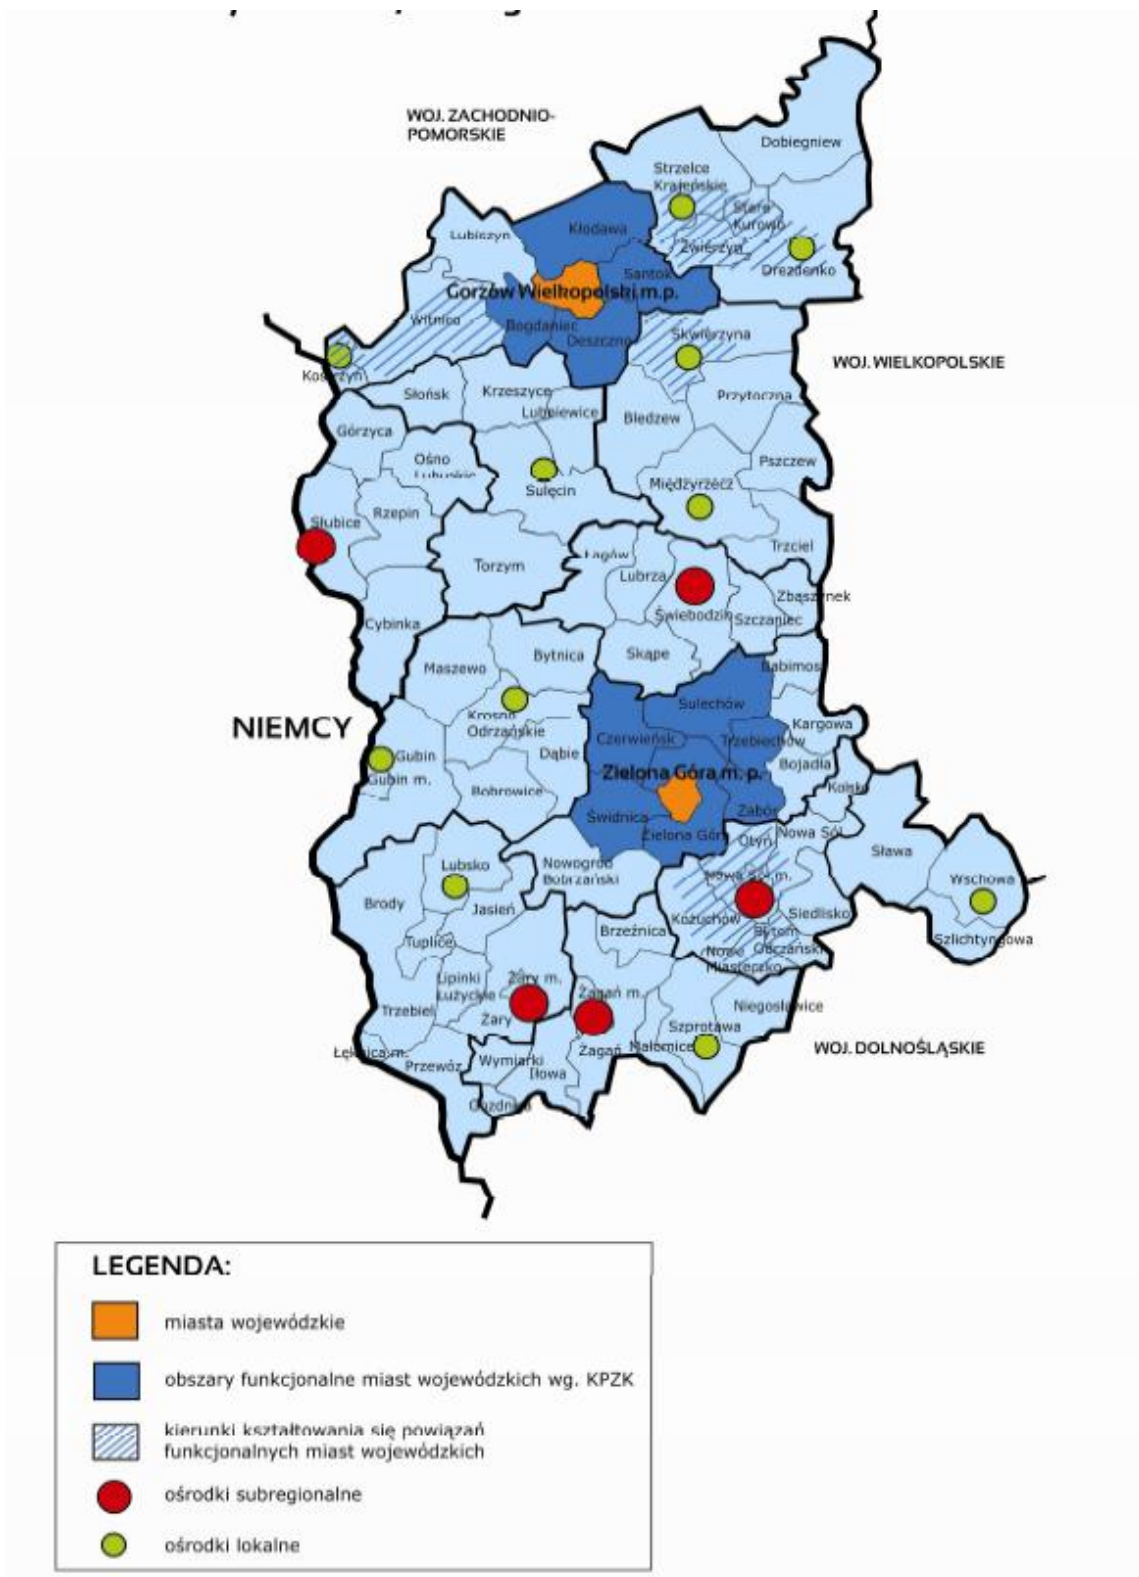 WOJ. ZACHODNIO-
POMORSKIE
Dobiegniew
Strzelce
Krajeńskie
Stare
Kurowo
Zwierzyn
Drezdenko
Kłodawa
Lubiszyn
Santok
Gorzów Wielkopolski m.p.
Witnica
Bogdaniec
Deszczno
Skwierzyna
WOJ. WIELKOPOLSKIE
Kostrzyn
Słońsk
Krzeszyce
Lubniewice
Bledzew
Przytoczna
Górzyca
Ośno
Lubuskie
Pszczew
Sulęcin
Międzyrzecz
Słubice
Rzepin
Trzciel
Torzym
Łagów
Lubrza
Świebodzin
Szczaniec
Zbąszynek
Cybinka
Maszewo
Bytnica
Skąpe
Babimost
Sulechów
NIEMCY
Krosno
Odrzańskie
Kargowa
Czerwieńsk
Trzebiechów
Gubin
Gubin m.
Dąbie
Bojadła
Zielona Góra m. p.
Kolsko
Bobrowice
Świdnica
Zabór
Zielona Góra
Otyń
Nowa Sól
Sława
Lubsko
Nowogród
Bobrzański
Nowa Sól m.
Wschowa
Brody
Jasień
Kożuchów
Siedlisko
Brzeźnica
Bytom
Odrzański
Szlichtyngowa
Tuplice
Nowe
Miasteczko
Lipinki
Łużyckie
Żary m.
Żagań m.
Trzebiel
Żary
Niegosławice
Szprotawa
Łęknica m.
Przewóz
Wymiarki
Iłowa
Żagań
Małomice
WOJ. DOLNOŚLĄSKIE
Gozdnica
LEGENDA:
miasta wojewódzkie
obszary funkcjonalne miast wojewódzkich wg. KPZK
kierunki kształtowania się powiązań
funkcjonalnych miast wojewódzkich
ośrodki subregionalne
ośrodki lokalne